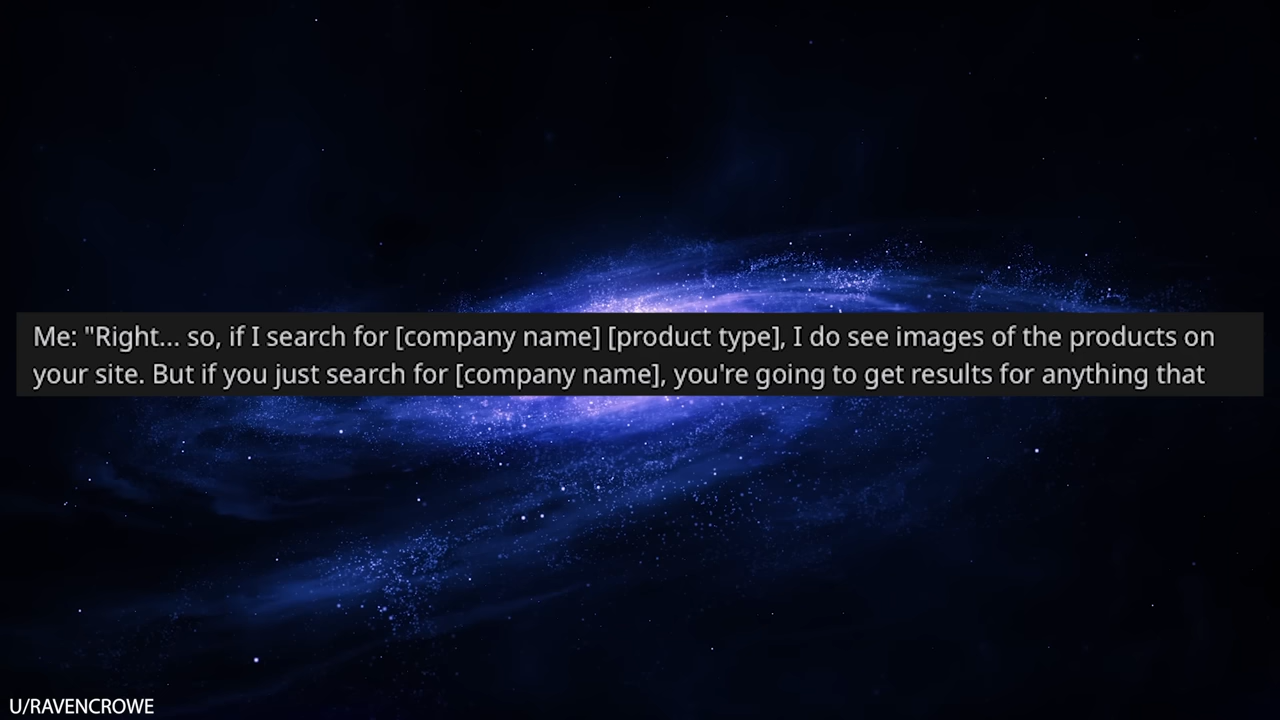 Me: "Right... so, if I search for [company name] [product type], I do see images of the products on
your site. But if you just search for [company name], you're going to get results for anything that
U/RAVENCROWE